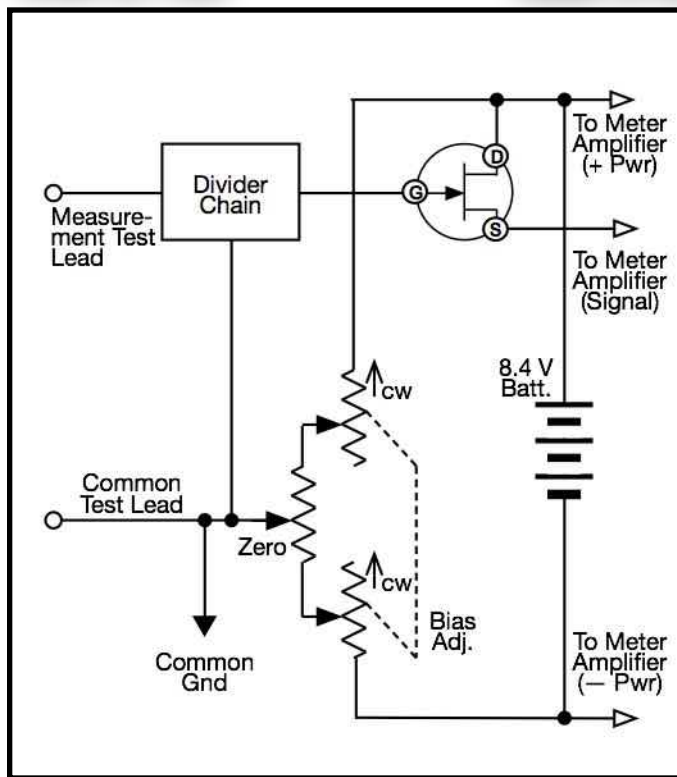 To Meter
Amplifier
(+ Pwr)
D
Divider
Chain
G
Measure-
ment Test
Lead
S
To Meter
Amplifier
(Signal)
8.4 V
Batt.
CW
Common
Test Lead
Zero
CW
Bias
Adj.
Common
Gnd
To Meter
Amplifier
(— Pwr)